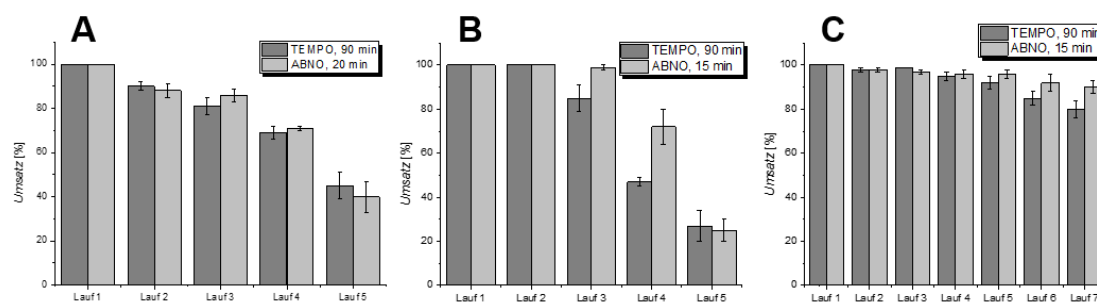 A
TEMPO, 90 min
ABNO, 20 min
Umsatz [%]
100
80
60
40
20
0
Lauf 1 Lauf 2 Lauf 3 Lauf 4 Lauf 5
B
TEMPO, 90 min
ABNO, 15 min
Umsatz [%]
100
80
60
40
20
0
Lauf 1 Lauf 2 Lauf 3 Lauf 4 Lauf 5
C
TEMPO, 90 min
ABNO, 15 min
Umsatz [%]
100
80
60
40
20
0
Lauf 1 Lauf 2 Lauf 3 Lauf 4 Lauf 5 Lauf 6 Lauf 7